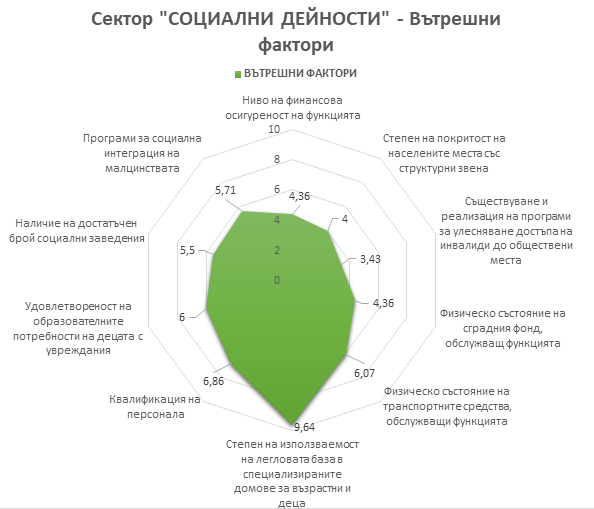 Сектор "СОЦИАЛНИ ДЕЙНОСТИ" - Вътрешни
фактори
ВЪТРЕШНИ ФАКТОРИ
Ниво на финансова
осигуреност на функцията
Степен на покритост на
населените места със
структурни звена
Съществуване и
реализация на програми
за улесняване достъпа на
инвалиди до обществени
места
Физическо състояние на
сградния фонд,
обслужващ функцията
Физическо състояние на
транспортните средства,
обслужващи функцията
Степен на използваемост
на легловата база в
специализираните
домове за възрастни и
деца
Квалификация на
персонала
Удовлетвореност на
образователните
потребности на децата с
увреждания
Наличие на достатъчен
брой социални заведения
Програми за социална
интеграция на
малцинствата
10
8
6
4
2
0
4,36
4
3,43
4,36
6,07
9,64
6,86
6
5,5
5,71